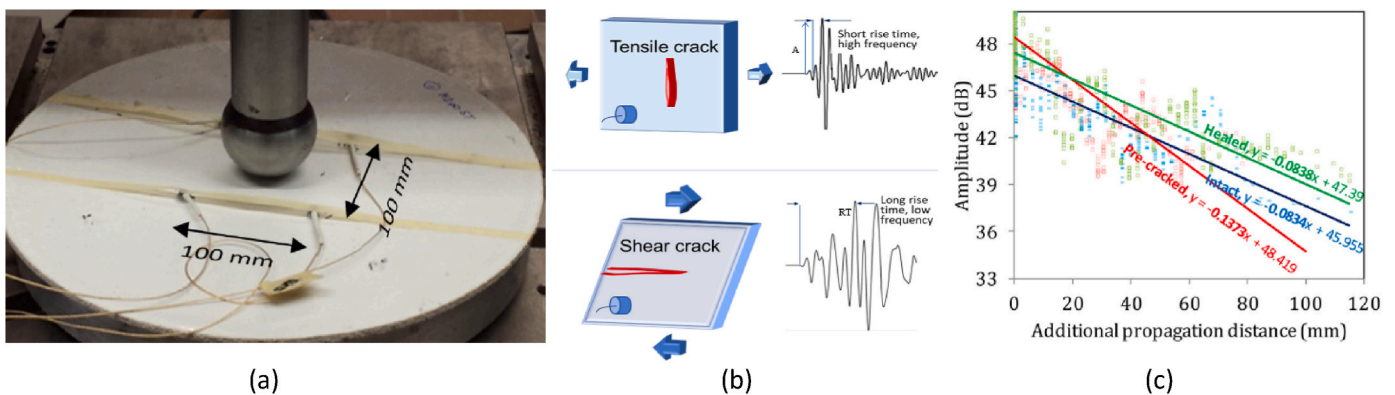 100 mm
100 mm
(a)
Tensile crack
A
Short rise time,
high frequency
Shear crack
RT
Long rise
time, low
frequency
(b)
48
45
42
39
36
33
Amplitude (dB)
Healed, y = -0.0838x + 47.39
Intact, y = -0.0834x + 45.955
Pre-cracked, y = -0.1373x + 48.419
0
20
40
60
80
100
120
Additional propagation distance (mm)
(c)